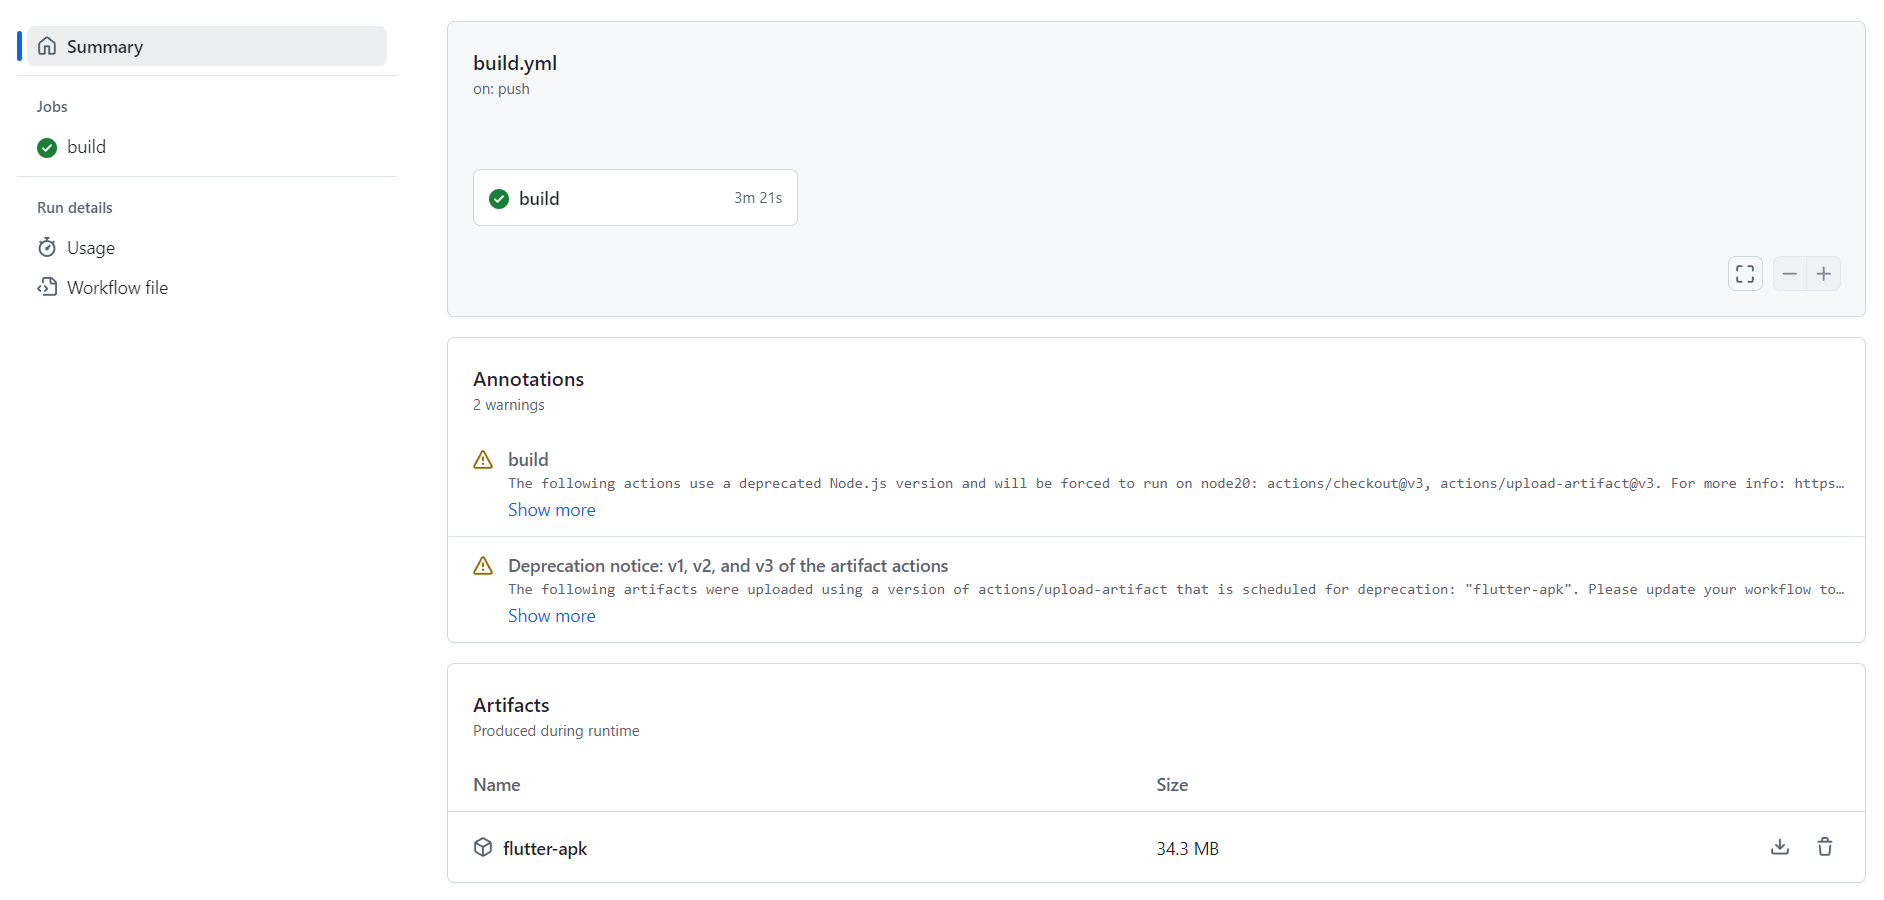 Summary
Jobs
build
Run details
Usage
Workflow file
build.yml
on: push
build 3m 21s
Annotations
2 warnings
build
The following actions use a deprecated Node.js version and will be forced to run on node20: actions/checkout@v3, actions/upload-artifact@v3. For more info: https…
Show more
Deprecation notice: v1, v2, and v3 of the artifact actions
The following artifacts were uploaded using a version of actions/upload-artifact that is scheduled for deprecation: "flutter-apk". Please update your workflow to…
Show more
Artifacts
Produced during runtime
Name Size
flutter-apk 34.3 MB